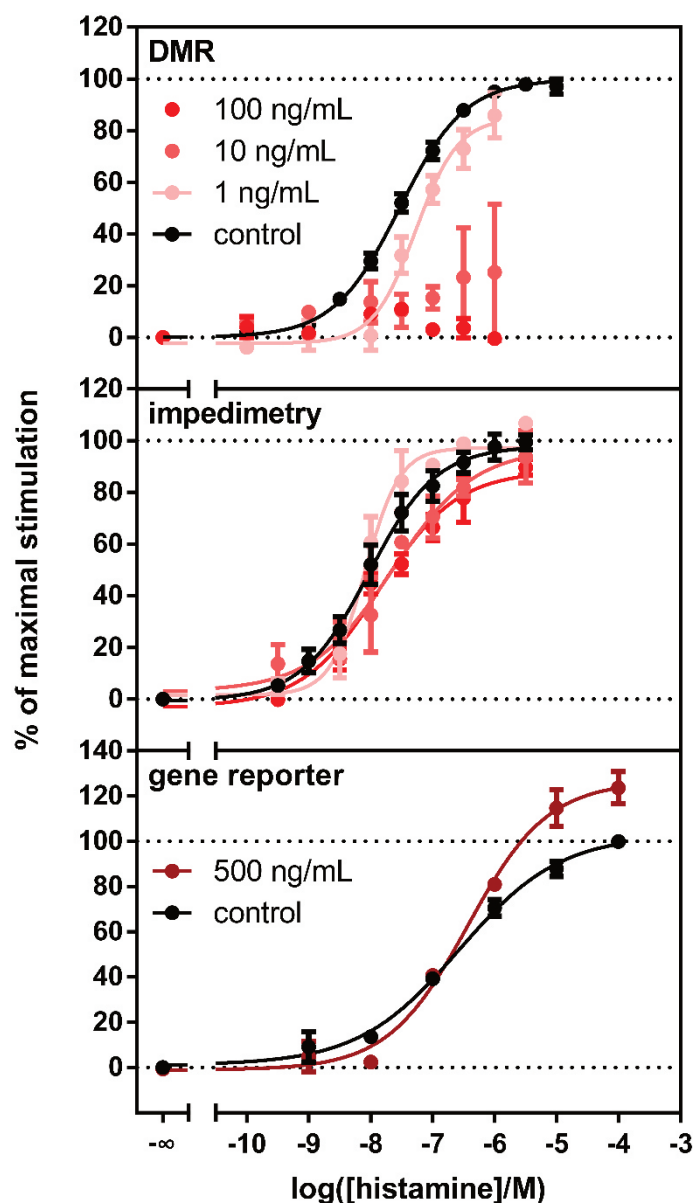 % of maximal stimulation
120
DMR
100
100 ng/mL
80
10 ng/mL
60
1 ng/mL
40
control
20
0
120
impedimetry
100
80
60
40
20
0
140
gene reporter
120
100
500 ng/mL
80
control
60
40
20
0
-∞ -10 -9 -8 -7 -6 -5 -4 -3
log([histamine]/M)